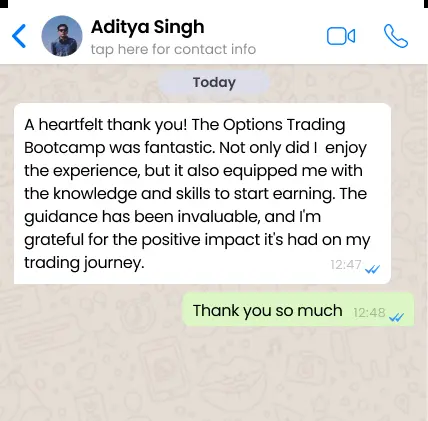 Aditya Singh
tap here for contact info
Today
A heartfelt thank you! The Options Trading
Bootcamp was fantastic. Not only did I enjoy
the experience, but it also equipped me with
the knowledge and skills to start earning. The
guidance has been invaluable, and I'm
grateful for the positive impact it's had on my
trading journey.
12:47
Thank you so much 12:48